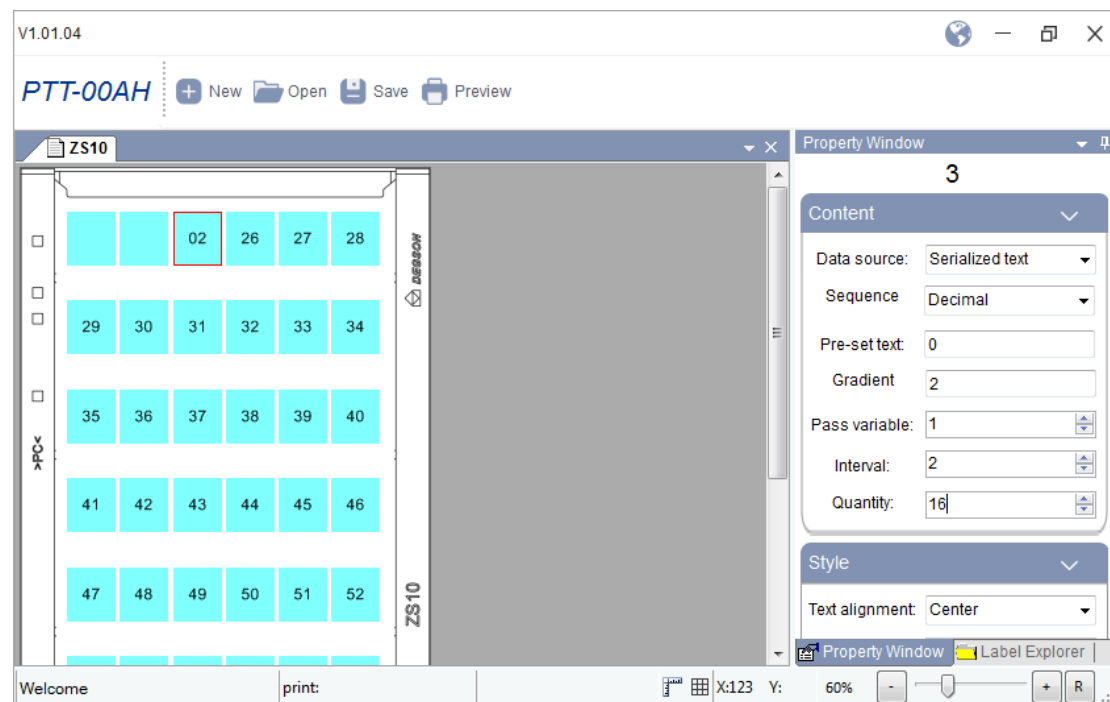 V1.01.04
PTT-00AH New Open Save Preview
ZS10
Property Window
3
Content
Data source: Serialized text
Sequence Decimal
Pre-set text: 0
Gradient 2
Pass variable: 1
Interval: 2
Quantity: 16
Style
Text alignment: Center
Property Window Label Explorer
02 26 27 28
29 30 31 32 33 34
35 36 37 38 39 40
41 42 43 44 45 46
47 48 49 50 51 52
>PC<
DEGSON
ZS10
Welcome print: X:123 Y: 60% - + R